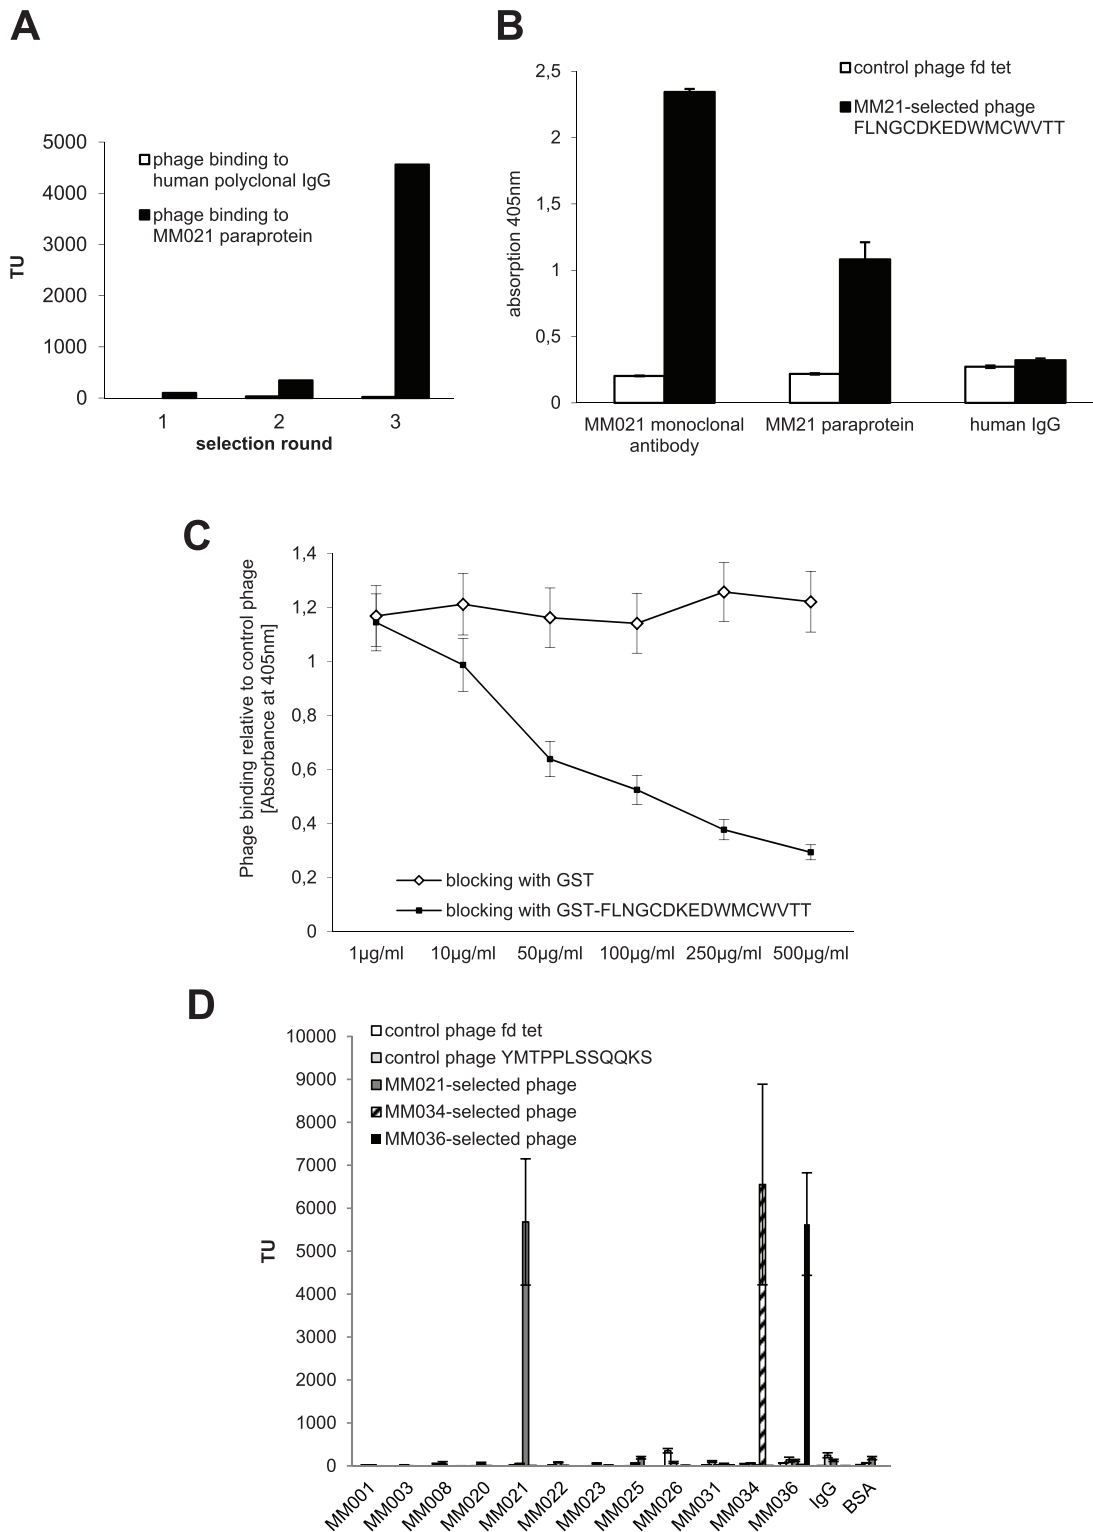 A
5000
4000
3000
2000
1000
0
TU
phage binding to
human polyclonal IgG
phage binding to
MM021 paraprotein
1 2 3
selection round
B
2,5
2
1,5
1
0,5
0
absorption 405nm
control phage fd tet
MM21-selected phage
FLNGCDKEDWMCWVTT
MM021 monoclonal
antibody
MM21 paraprotein
human IgG
C
1,4
1,2
1
0,8
0,6
0,4
0,2
0
Phage binding relative to control phage
[Absorbance at 405nm]
blocking with GST
blocking with GST-FLNGCDKEDWMCWVTT
1µg/ml 10µg/ml 50µg/ml 100µg/ml 250µg/ml 500µg/ml
D
10000
9000
8000
7000
6000
5000
4000
3000
2000
1000
0
TU
control phage fd tet
control phage YMTPPLSSQQKS
MM021-selected phage
MM034-selected phage
MM036-selected phage
MM001
MM003
MM008
MM020
MM021
MM022
MM023
MM025
MM026
MM031
MM034
MM036
IgG
BSA